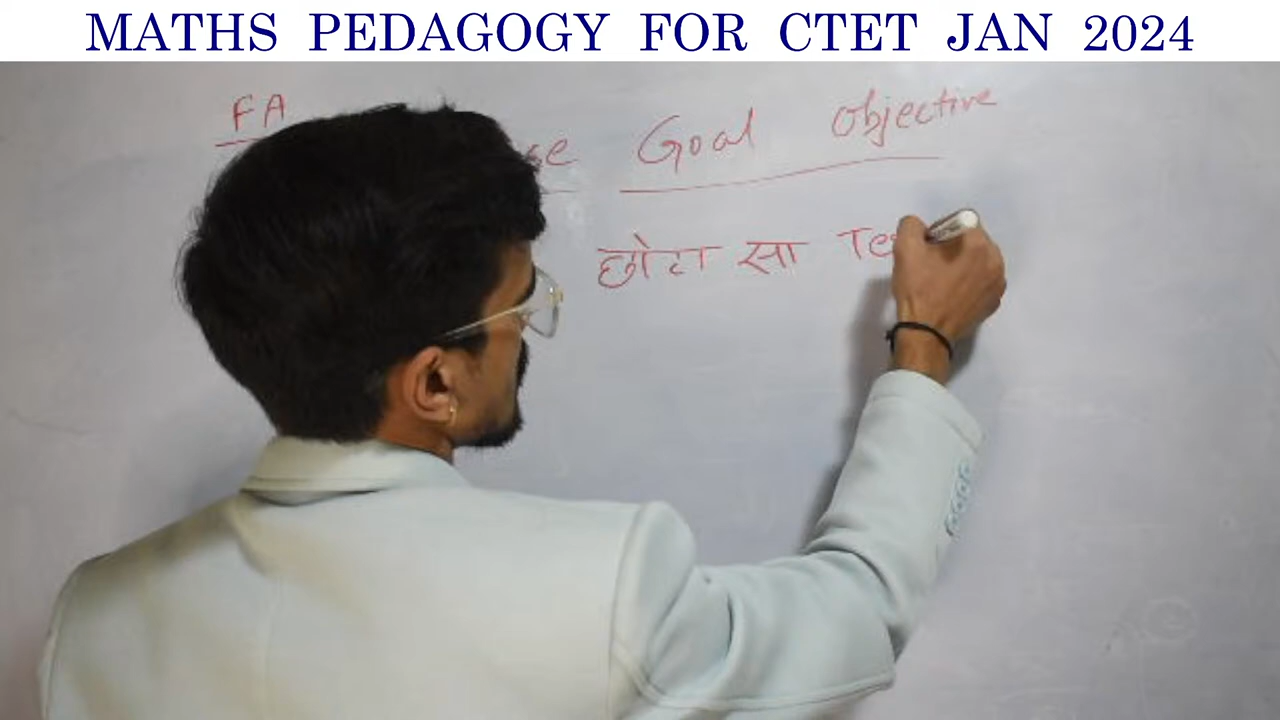 MATHS PEDAGOGY FOR CTET JAN 2024
FA Goal Objective
छोटा सा